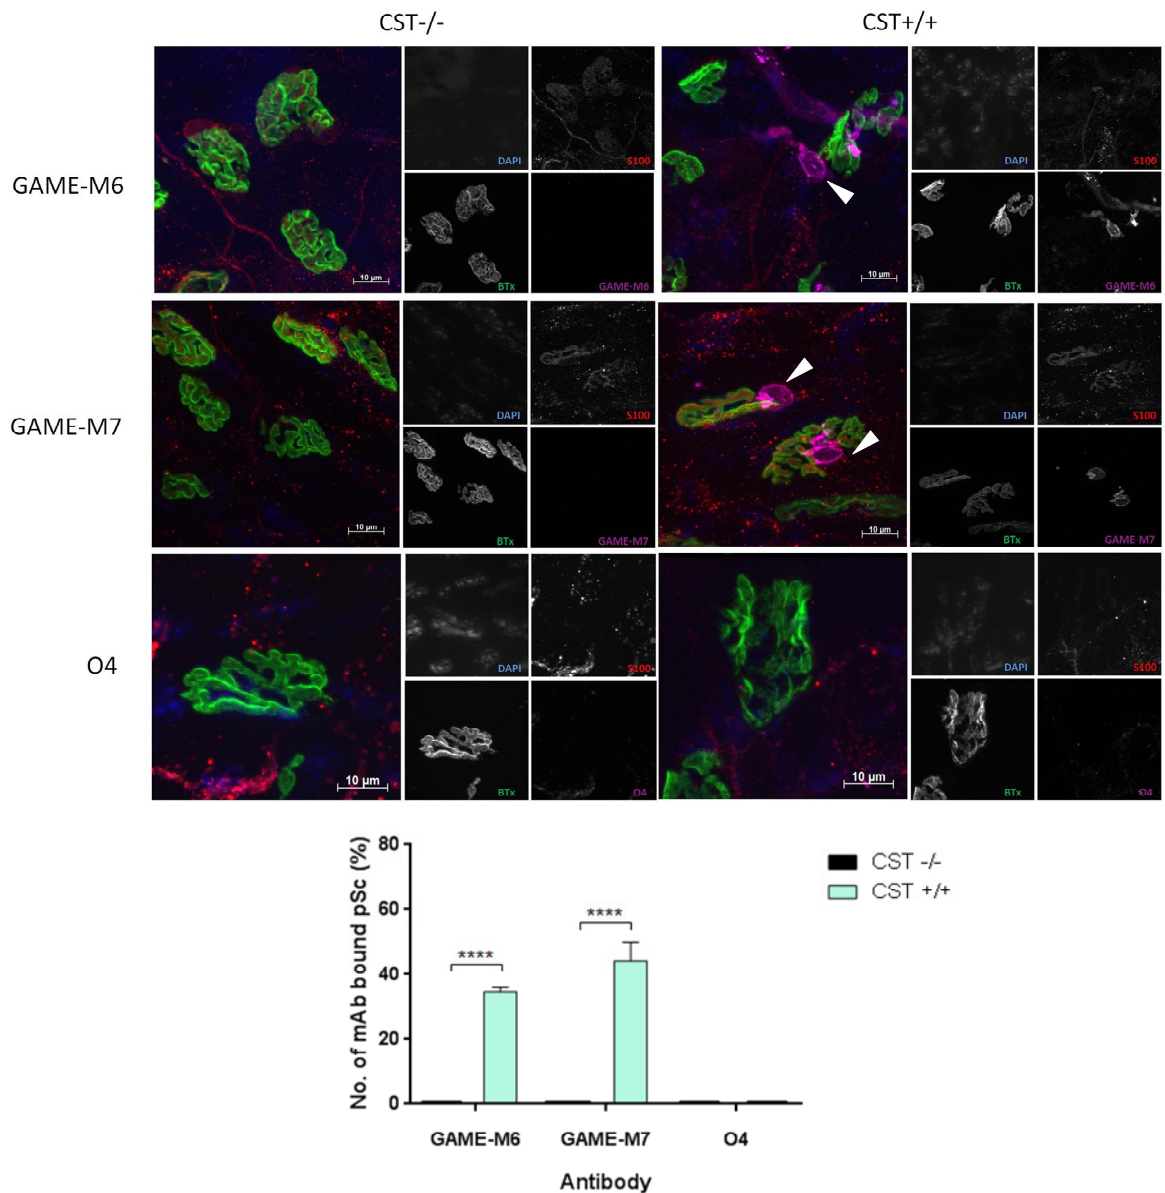 CST-/- CST+/+
GAME-M6
DAPI S100 DAPI S100
10 µm 10 µm
BTx GAME-M6 BTx GAME-M6
GAME-M7
DAPI S100 DAPI S100
10 µm 10 µm
BTx GAME-M7 BTx GAME-M7
O4
DAPI S100 DAPI S100
10 µm 10 µm
BTx O4 BTx O4
No. of mAb bound pSc (%)
80
60
40
20
0
**** ****
CST -/-
CST +/+
GAME-M6 GAME-M7 O4
Antibody